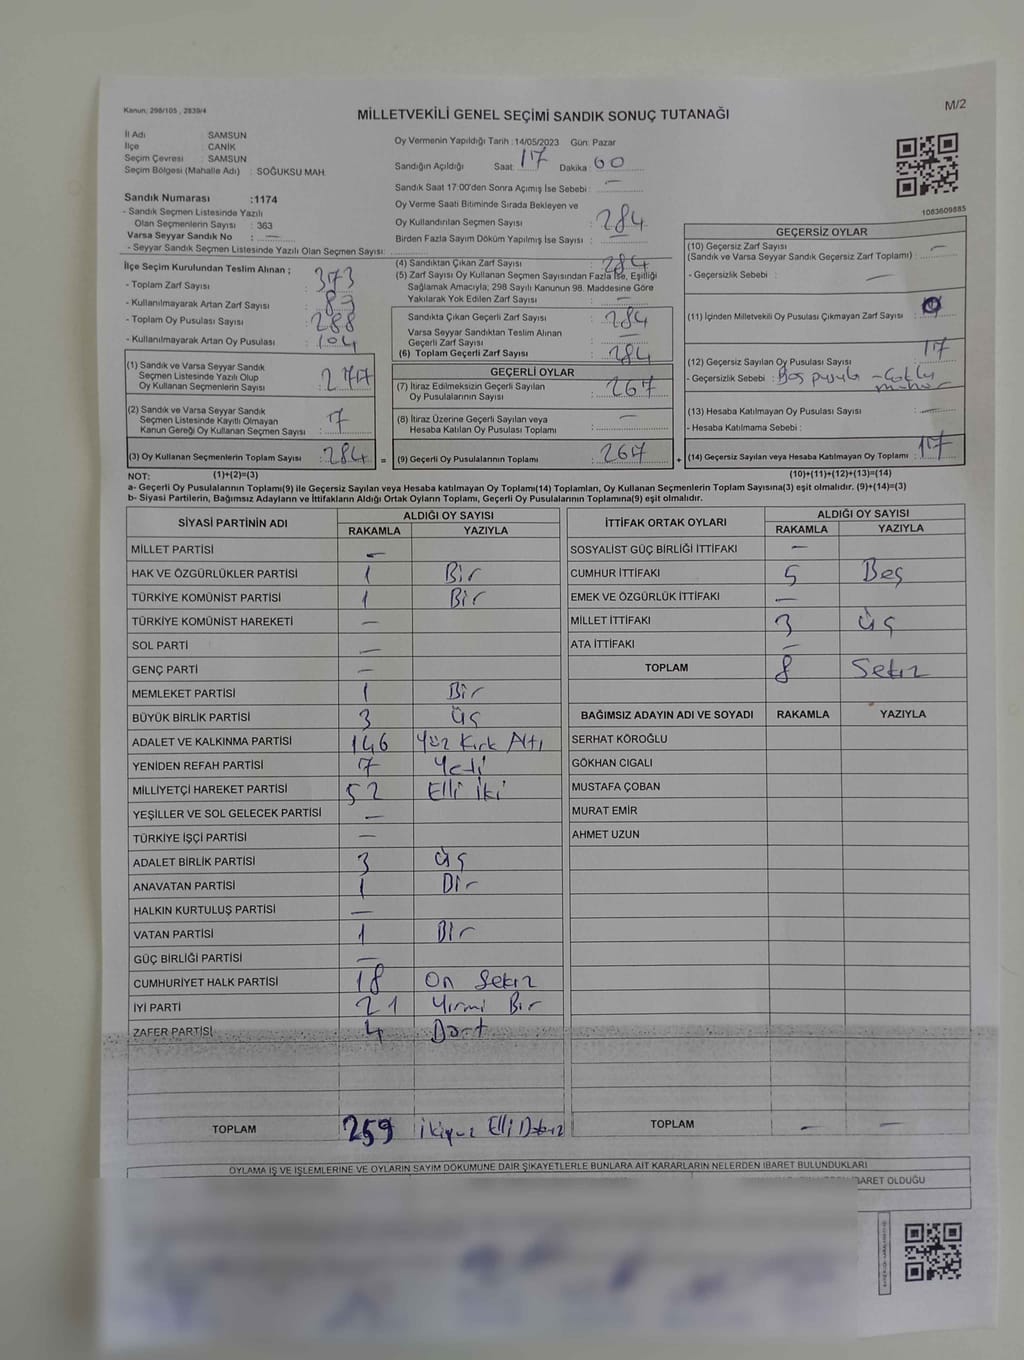 Kanun: 298/105 , 2839/4
MİLLETVEKİLİ GENEL SEÇİMİ SANDIK SONUÇ TUTANAĞI
M/2
İl Adı : SAMSUN
İlçe : CANİK
Seçim Çevresi : SAMSUN
Seçim Bölgesi (Mahalle Adı) : SOĞUKSU MAH.
Sandık Numarası :1174
- Sandık Seçmen Listesinde Yazılı
Olan Seçmenlerin Sayısı : 363
Varsa Seyyar Sandık No : —
- Seyyar Sandık Seçmen Listesinde Yazılı Olan Seçmen Sayısı:
Oy Vermenin Yapıldığı Tarih :14/05/2023 Gün: Pazar
Sandığın Açıldığı Saat: 17 Dakika 00
Sandık Saat 17:00'den Sonra Açımış İse Sebebi : —
Oy Verme Saati Bitiminde Sırada Bekleyen ve
Oy Kullandırılan Seçmen Sayısı : 284
Birden Fazla Sayım Döküm Yapılmış İse Sayısı : —
1083609885
İlçe Seçim Kurulundan Teslim Alınan ;
- Toplam Zarf Sayısı : 373
- Kullanılmayarak Artan Zarf Sayısı : 89
- Toplam Oy Pusulası Sayısı : 288
- Kullanılmayarak Artan Oy Pusulası : 104
(1) Sandık ve Varsa Seyyar Sandık
Seçmen Listesinde Yazılı Olup
Oy Kullanan Seçmenlerin Sayısı : 277
(2) Sandık ve Varsa Seyyar Sandık
Seçmen Listesinde Kayıtlı Olmayan
Kanun Gereği Oy Kullanan Seçmen Sayısı : 7
(3) Oy Kullanan Seçmenlerin Toplam Sayısı : 284 =
(4) Sandıktan Çıkan Zarf Sayısı : 284
(5) Zarf Sayısı Oy Kullanan Seçmen Sayısından Fazla İse, Eşitliği
Sağlamak Amacıyla; 298 Sayılı Kanunun 98. Maddesine Göre
Yakılarak Yok Edilen Zarf Sayısı : —
Sandıkta Çıkan Geçerli Zarf Sayısı : 284
Varsa Seyyar Sandıktan Teslim Alınan
Geçerli Zarf Sayısı : —
(6) Toplam Geçerli Zarf Sayısı : 284
GEÇERLİ OYLAR
(7) İtiraz Edilmeksizin Geçerli Sayılan
Oy Pusulalarının Sayısı : 267
(8) İtiraz Üzerine Geçerli Sayılan veya
Hesaba Katılan Oy Pusulası Toplamı : —
(9) Geçerli Oy Pusulalarının Toplamı : 267 +
GEÇERSİZ OYLAR
(10) Geçersiz Zarf Sayısı
(Sandık ve Varsa Seyyar Sandık Geçersiz Zarf Toplamı) : —
- Geçersizlik Sebebi : —
(11) İçinden Milletvekili Oy Pusulası Çıkmayan Zarf Sayısı :
(12) Geçersiz Sayılan Oy Pusulası Sayısı : 17
- Geçersizlik Sebebi : Boş pusula - Çoklu
mühür
(13) Hesaba Katılmayan Oy Pusulası Sayısı : —
- Hesaba Katılmama Sebebi :
(14) Geçersiz Sayılan veya Hesaba Katılmayan Oy Toplamı : 17
NOT: (1)+(2)=(3)
(10)+(11)+(12)+(13)=(14)
a- Geçerli Oy Pusulalarının Toplamı(9) ile Geçersiz Sayılan veya Hesaba Katılmayan Oy Toplamı(14) Toplamları, Oy Kullanan Seçmenlerin Toplam Sayısına(3) eşit olmalıdır. (9)+(14)=(3)
b- Siyasi Partilerin, Bağımsız Adayların ve İttifakların Aldığı Ortak Oyların Toplamı, Geçerli Oy Pusulalarının Toplamına(9) eşit olmalıdır.
SİYASİ PARTİNİN ADI ALDIĞI OY SAYISI
RAKAMLA YAZIYLA
MİLLET PARTİSİ —
HAK VE ÖZGÜRLÜKLER PARTİSİ 1 Bir
TÜRKİYE KOMÜNİST PARTİSİ 1 Bir
TÜRKİYE KOMÜNİST HAREKETİ —
SOL PARTİ —
GENÇ PARTİ —
MEMLEKET PARTİSİ 1 Bir
BÜYÜK BİRLİK PARTİSİ 3 Üç
ADALET VE KALKINMA PARTİSİ 146 Yüz Kırk Altı
YENİDEN REFAH PARTİSİ 7 Yedi
MİLLİYETÇİ HAREKET PARTİSİ 52 Elli İki
YEŞİLLER VE SOL GELECEK PARTİSİ —
TÜRKİYE İŞÇİ PARTİSİ —
ADALET BİRLİK PARTİSİ 3 Üç
ANAVATAN PARTİSİ 1 Bir
HALKIN KURTULUŞ PARTİSİ —
VATAN PARTİSİ 1 Bir
GÜÇ BİRLİĞİ PARTİSİ —
CUMHURİYET HALK PARTİSİ 18 On Sekiz
İYİ PARTİ 21 Yirmi Bir
ZAFER PARTİSİ 4 Dört
TOPLAM 259 İkiyüz Elli Dokuz
İTTİFAK ORTAK OYLARI ALDIĞI OY SAYISI
RAKAMLA YAZIYLA
SOSYALİST GÜÇ BİRLİĞİ İTTİFAKI —
CUMHUR İTTİFAKI 5 Beş
EMEK VE ÖZGÜRLÜK İTTİFAKI —
MİLLET İTTİFAKI 3 Üç
ATA İTTİFAKI —
TOPLAM 8 Sekiz
BAĞIMSIZ ADAYIN ADI VE SOYADI RAKAMLA YAZIYLA
SERHAT KÖROĞLU
GÖKHAN CIGALI
MUSTAFA ÇOBAN
MURAT EMİR
AHMET UZUN
TOPLAM — —
OYLAMA İŞ VE İŞLEMLERİNE VE OYLARIN SAYIM DÖKÜMÜNE DAİR ŞİKAYETLERLE BUNLARA AİT KARARLARIN NELERDEN İBARET BULUNDUKLARI
İBARET OLDUĞU